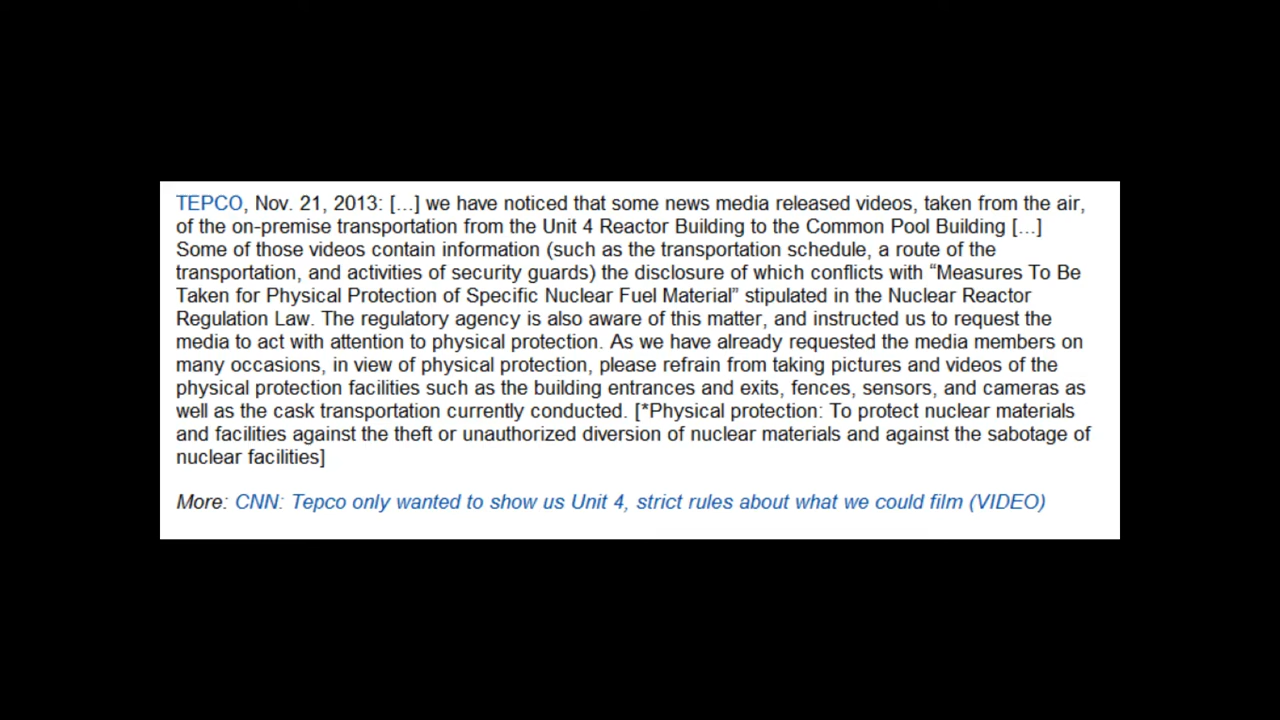 TEPCO, Nov. 21, 2013: [...] we have noticed that some news media released videos, taken from the air,
of the on-premise transportation from the Unit 4 Reactor Building to the Common Pool Building [...]
Some of those videos contain information (such as the transportation schedule, a route of the
transportation, and activities of security guards) the disclosure of which conflicts with “Measures To Be
Taken for Physical Protection of Specific Nuclear Fuel Material” stipulated in the Nuclear Reactor
Regulation Law. The regulatory agency is also aware of this matter, and instructed us to request the
media to act with attention to physical protection. As we have already requested the media members on
many occasions, in view of physical protection, please refrain from taking pictures and videos of the
physical protection facilities such as the building entrances and exits, fences, sensors, and cameras as
well as the cask transportation currently conducted. [*Physical protection: To protect nuclear materials
and facilities against the theft or unauthorized diversion of nuclear materials and against the sabotage of
nuclear facilities]
More: CNN: Tepco only wanted to show us Unit 4, strict rules about what we could film (VIDEO)